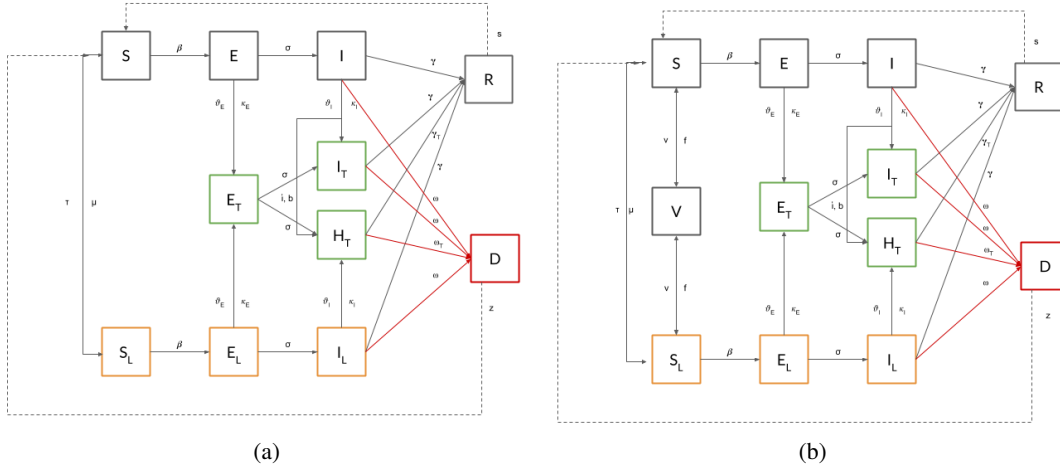 s
S
β
E
σ
I
γ
R
ϑE
κE
ϑI
κI
γ
IT
γT
σ
γ
ET
i, b
ω
τ
μ
σ
HT
ω
ωT
D
ω
ϑE
κE
ϑI
κI
z
SL
β
EL
σ
IL
(a)
s
S
β
E
σ
I
γ
R
ϑE
κE
ϑI
κI
γ
v
f
γT
IT
σ
γ
V
ET
i, b
ω
τ
μ
ω
σ
HT
ωT
D
ω
v
f
ϑE
κE
ϑI
κI
z
SL
β
EL
σ
IL
(b)